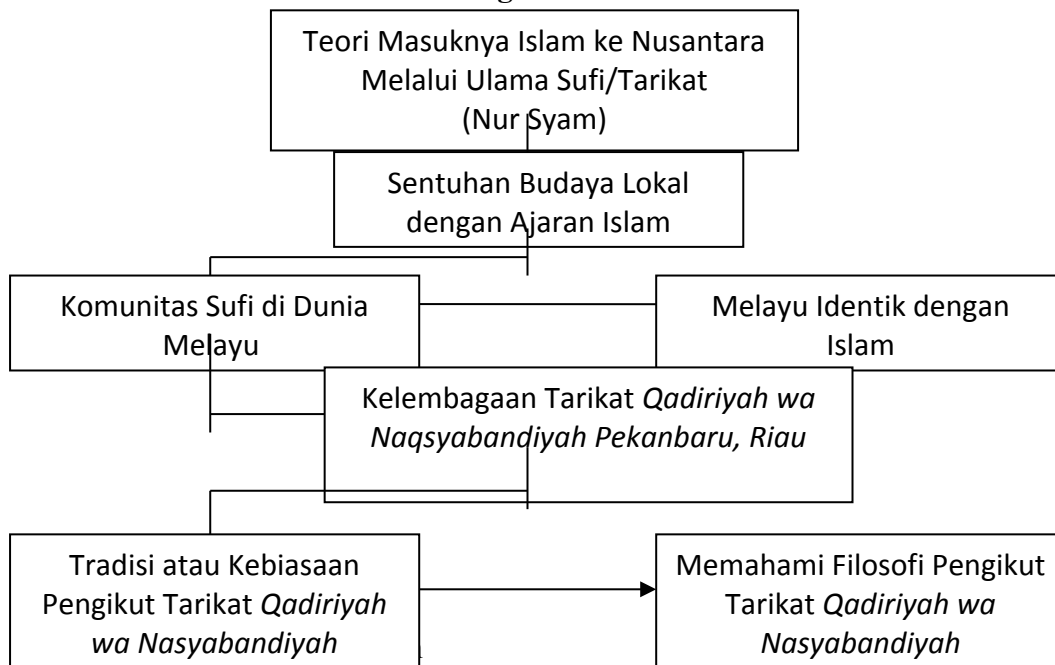 Teori Masuknya Islam ke Nusantara
Melalui Ulama Sufi/Tarikat
(Nur Syam)
Sentuhan Budaya Lokal
dengan Ajaran Islam
Komunitas Sufi di Dunia
Melayu
Melayu Identik dengan
Islam
Kelembagaan Tarikat Qadiriyah wa
Naqsyabandiyah Pekanbaru, Riau
Tradisi atau Kebiasaan
Pengikut Tarikat Qadiriyah
wa Nasyabandiyah
Memahami Filosofi Pengikut
Tarikat Qadiriyah wa
Nasyabandiyah